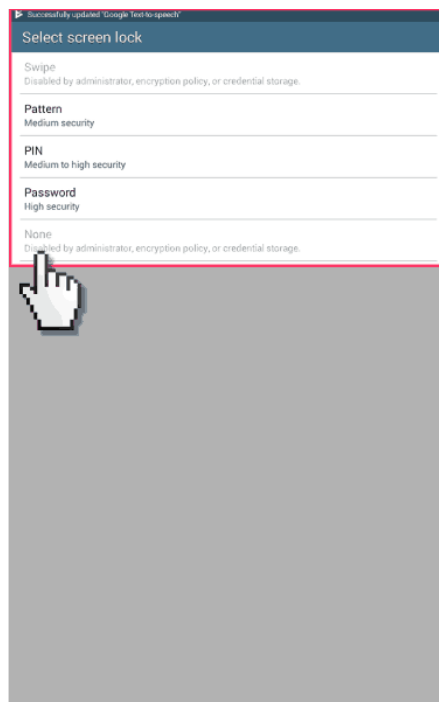 Successfully updated "Google Text-to-speech"
Select screen lock
Swipe
Disabled by administrator, encryption policy, or credential storage.
Pattern
Medium security
PIN
Medium to high security
Password
High security
None
Disabled by administrator, encryption policy, or credential storage.